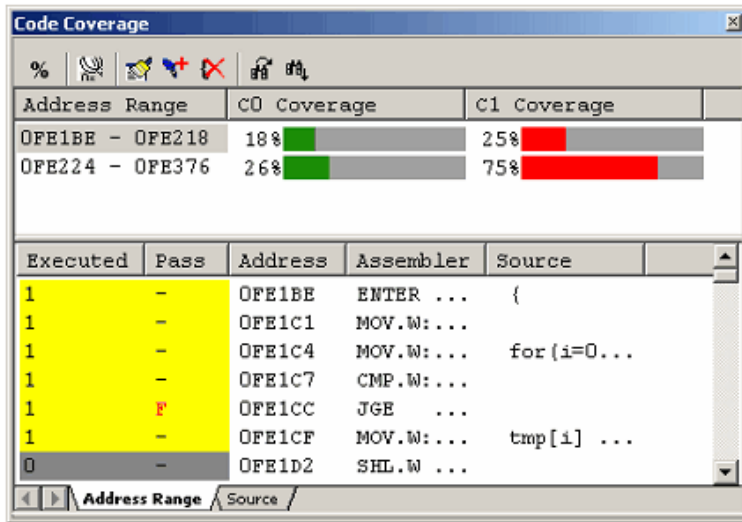 Code Coverage
%
Address Range C0 Coverage C1 Coverage
0FE1BE - 0FE218 18% 25%
0FE224 - 0FE376 26% 75%
Executed Pass Address Assembler Source
1 - 0FE1BE ENTER ... {
1 - 0FE1C1 MOV.W:...
1 - 0FE1C4 MOV.W:... for(i=0...
1 - 0FE1C7 CMP.W:...
1 F 0FE1CC JGE ...
1 - 0FE1CF MOV.W:... tmp[i] ...
0 - 0FE1D2 SHL.W ...
Address Range Source